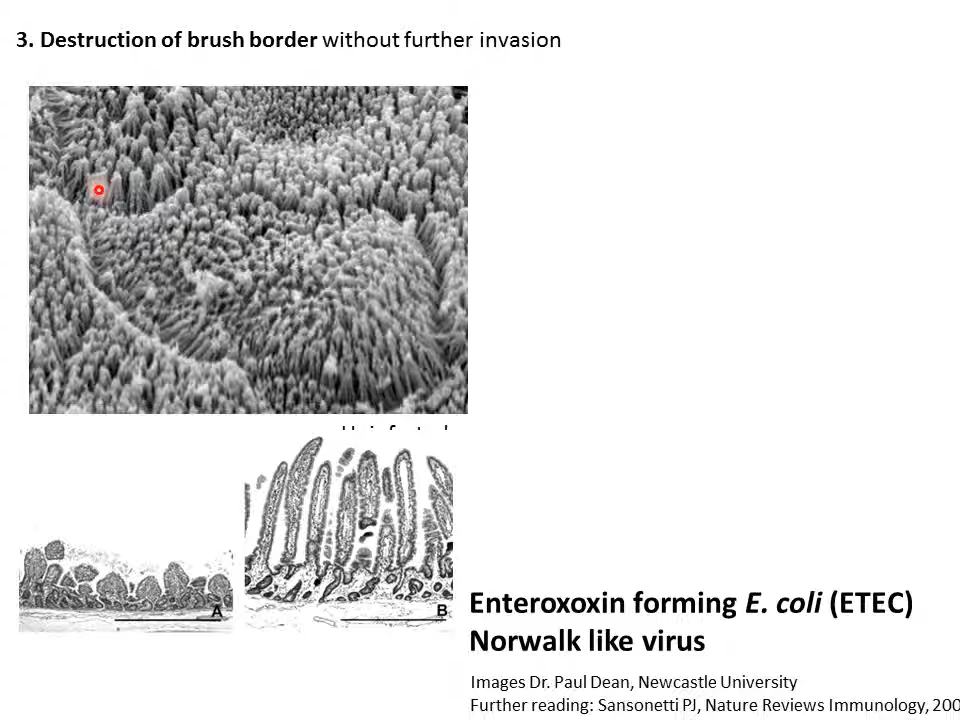 3. Destruction of brush border without further invasion
A
B
Enteroxoxin forming E. coli (ETEC)
Norwalk like virus
Images Dr. Paul Dean, Newcastle University
Further reading: Sansonetti PJ, Nature Reviews Immunology, 200